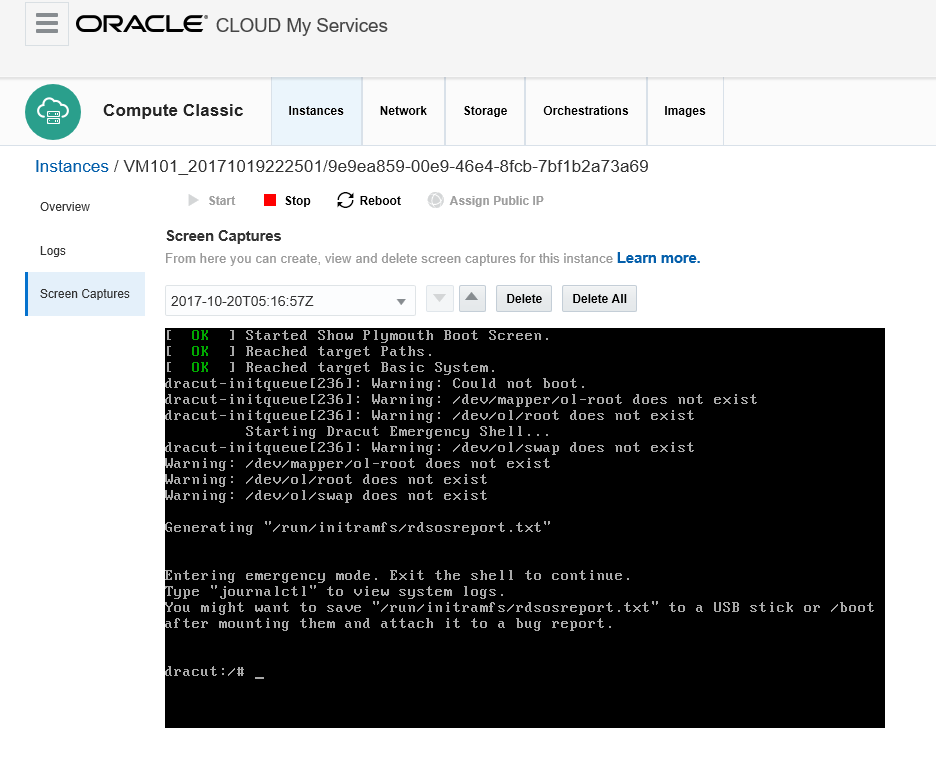 ORACLE® CLOUD My Services
Compute Classic
Instances
Network
Storage
Orchestrations
Images
Instances / VM101_20171019222501/9e9ea859-00e9-46e4-8fcb-7bf1b2a73a69
Overview
Logs
Screen Captures
Start
Stop
Reboot
Assign Public IP
Screen Captures
From here you can create, view and delete screen captures for this instance Learn more.
2017-10-20T05:16:57Z
Delete
Delete All
[  OK  ] Started Show Plymouth Boot Screen.
[  OK  ] Reached target Paths.
[  OK  ] Reached target Basic System.
dracut-initqueue[236]: Warning: Could not boot.
dracut-initqueue[236]: Warning: /dev/mapper/ol-root does not exist
dracut-initqueue[236]: Warning: /dev/ol/root does not exist
Starting Dracut Emergency Shell...
dracut-initqueue[236]: Warning: /dev/ol/swap does not exist
Warning: /dev/mapper/ol-root does not exist
Warning: /dev/ol/root does not exist
Warning: /dev/ol/swap does not exist
Generating "/run/initramfs/rdsosreport.txt"
Entering emergency mode. Exit the shell to continue.
Type "journalctl" to view system logs.
You might want to save "/run/initramfs/rdsosreport.txt" to a USB stick or /boot
after mounting them and attach it to a bug report.
dracut:/# _